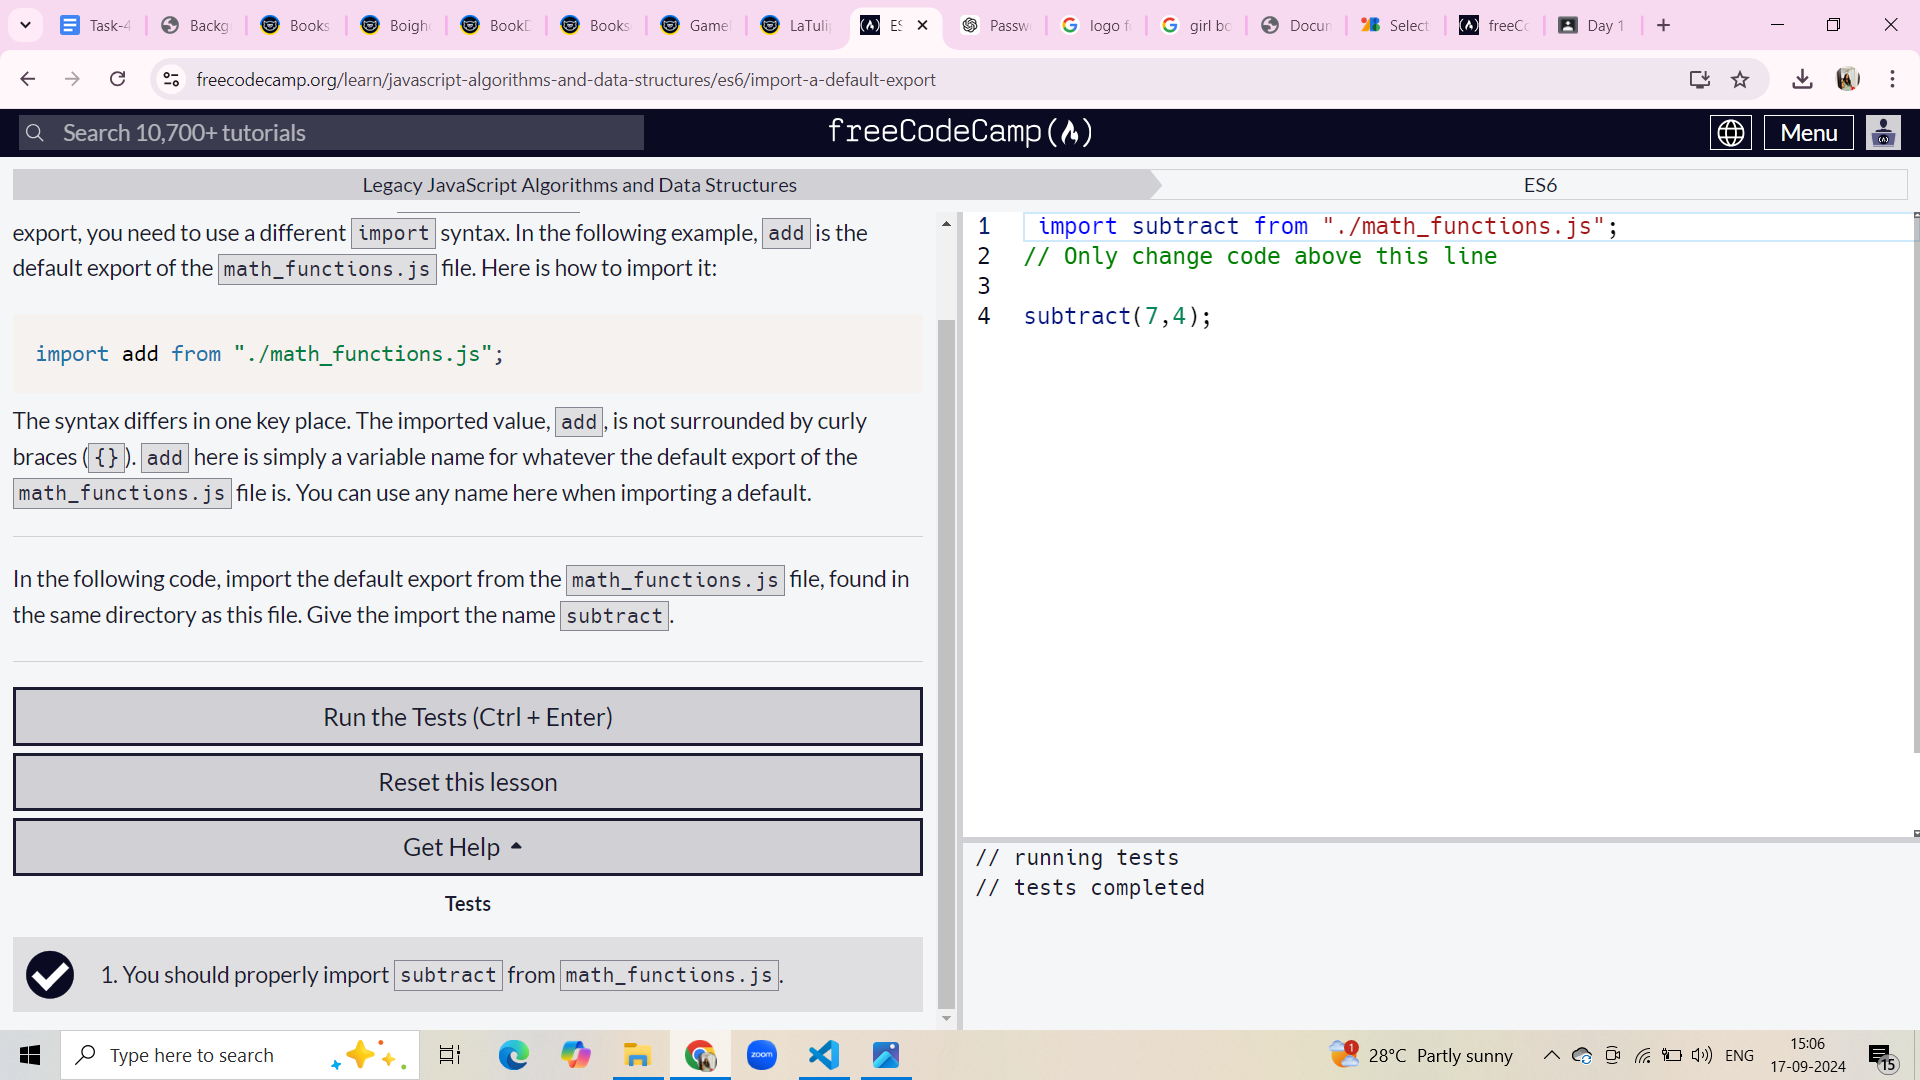 Task-4
Backg
Books
Boigh
BookD
Books
Game
LaTuli
ES
Passw
logo f
girl bo
Docun
Select
freeCo
Day 1
freecodecamp.org/learn/javascript-algorithms-and-data-structures/es6/import-a-default-export
Search 10,700+ tutorials
freeCodeCamp
Menu
Legacy JavaScript Algorithms and Data Structures
ES6
export, you need to use a different import syntax. In the following example, add is the
default export of the math_functions.js file. Here is how to import it:
import add from "./math_functions.js";
The syntax differs in one key place. The imported value, add, is not surrounded by curly
braces ({}). add here is simply a variable name for whatever the default export of the
math_functions.js file is. You can use any name here when importing a default.
In the following code, import the default export from the math_functions.js file, found in
the same directory as this file. Give the import the name subtract.
Run the Tests (Ctrl + Enter)
Reset this lesson
Get Help
Tests
1. You should properly import subtract from math_functions.js.
1 import subtract from "./math_functions.js";
2 // Only change code above this line
3
4 subtract(7,4);
// running tests
// tests completed
Type here to search
zoom
1
28°C Partly sunny
ENG
15:06
17-09-2024
15